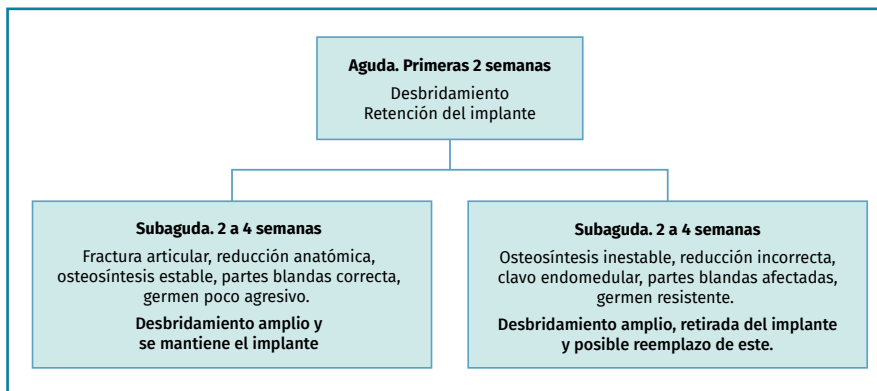 Aguda. Primeras 2 semanas
Desbridamiento
Retención del implante
Subaguda. 2 a 4 semanas
Fractura articular, reducción anatómica,
osteosíntesis estable, partes blandas correcta,
germen poco agresivo.
Desbridamiento amplio y
se mantiene el implante
Subaguda. 2 a 4 semanas
Osteosíntesis inestable, reducción incorrecta,
clavo endomedular, partes blandas afectadas,
germen resistente.
Desbridamiento amplio, retirada del implante
y posible reemplazo de este.